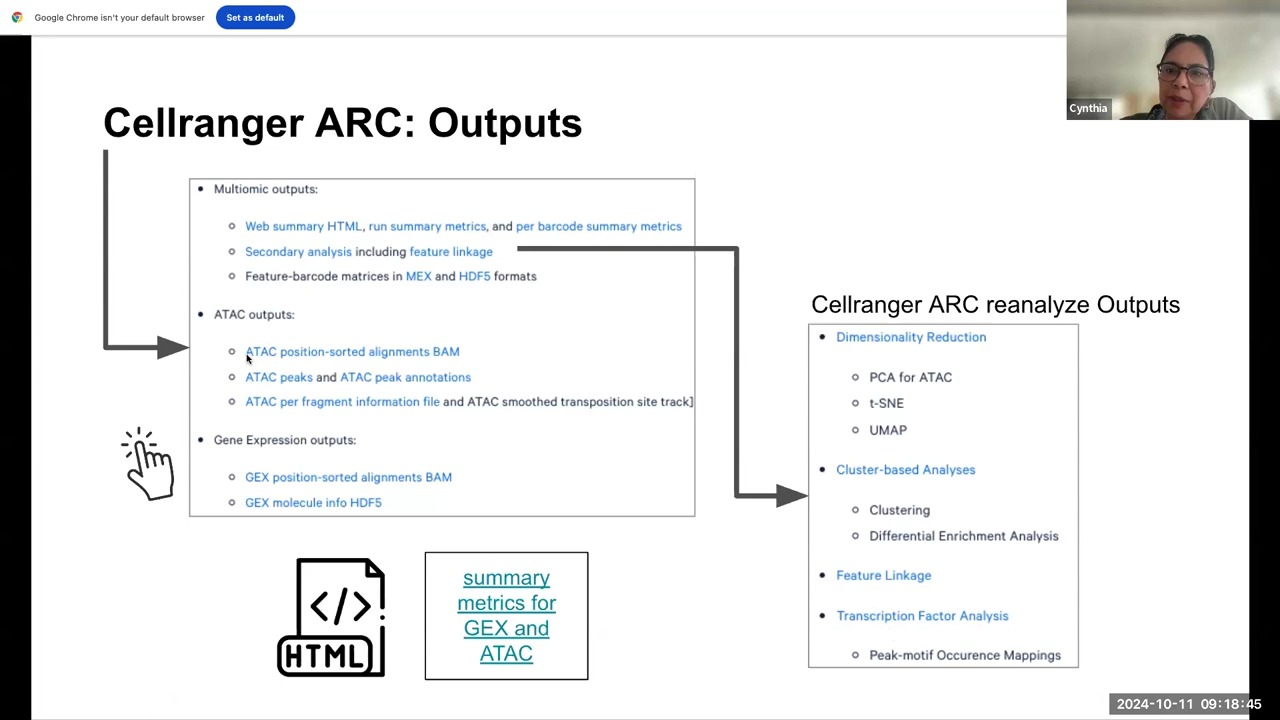 Google Chrome isn't your default browser
Set as default
Cynthia
Cellranger ARC: Outputs
Multiomic outputs:
Web summary HTML, run summary metrics, and per barcode summary metrics
Secondary analysis including feature linkage
Feature-barcode matrices in MEX and HDF5 formats
ATAC outputs:
ATAC position-sorted alignments BAM
ATAC peaks and ATAC peak annotations
ATAC per fragment information file and ATAC smoothed transposition site track]
Gene Expression outputs:
GEX position-sorted alignments BAM
GEX molecule info HDF5
</>
HTML
summary
metrics for
GEX and
ATAC
Cellranger ARC reanalyze Outputs
Dimensionality Reduction
PCA for ATAC
t-SNE
UMAP
Cluster-based Analyses
Clustering
Differential Enrichment Analysis
Feature Linkage
Transcription Factor Analysis
Peak-motif Occurence Mappings
2024-10-11 09:18:45